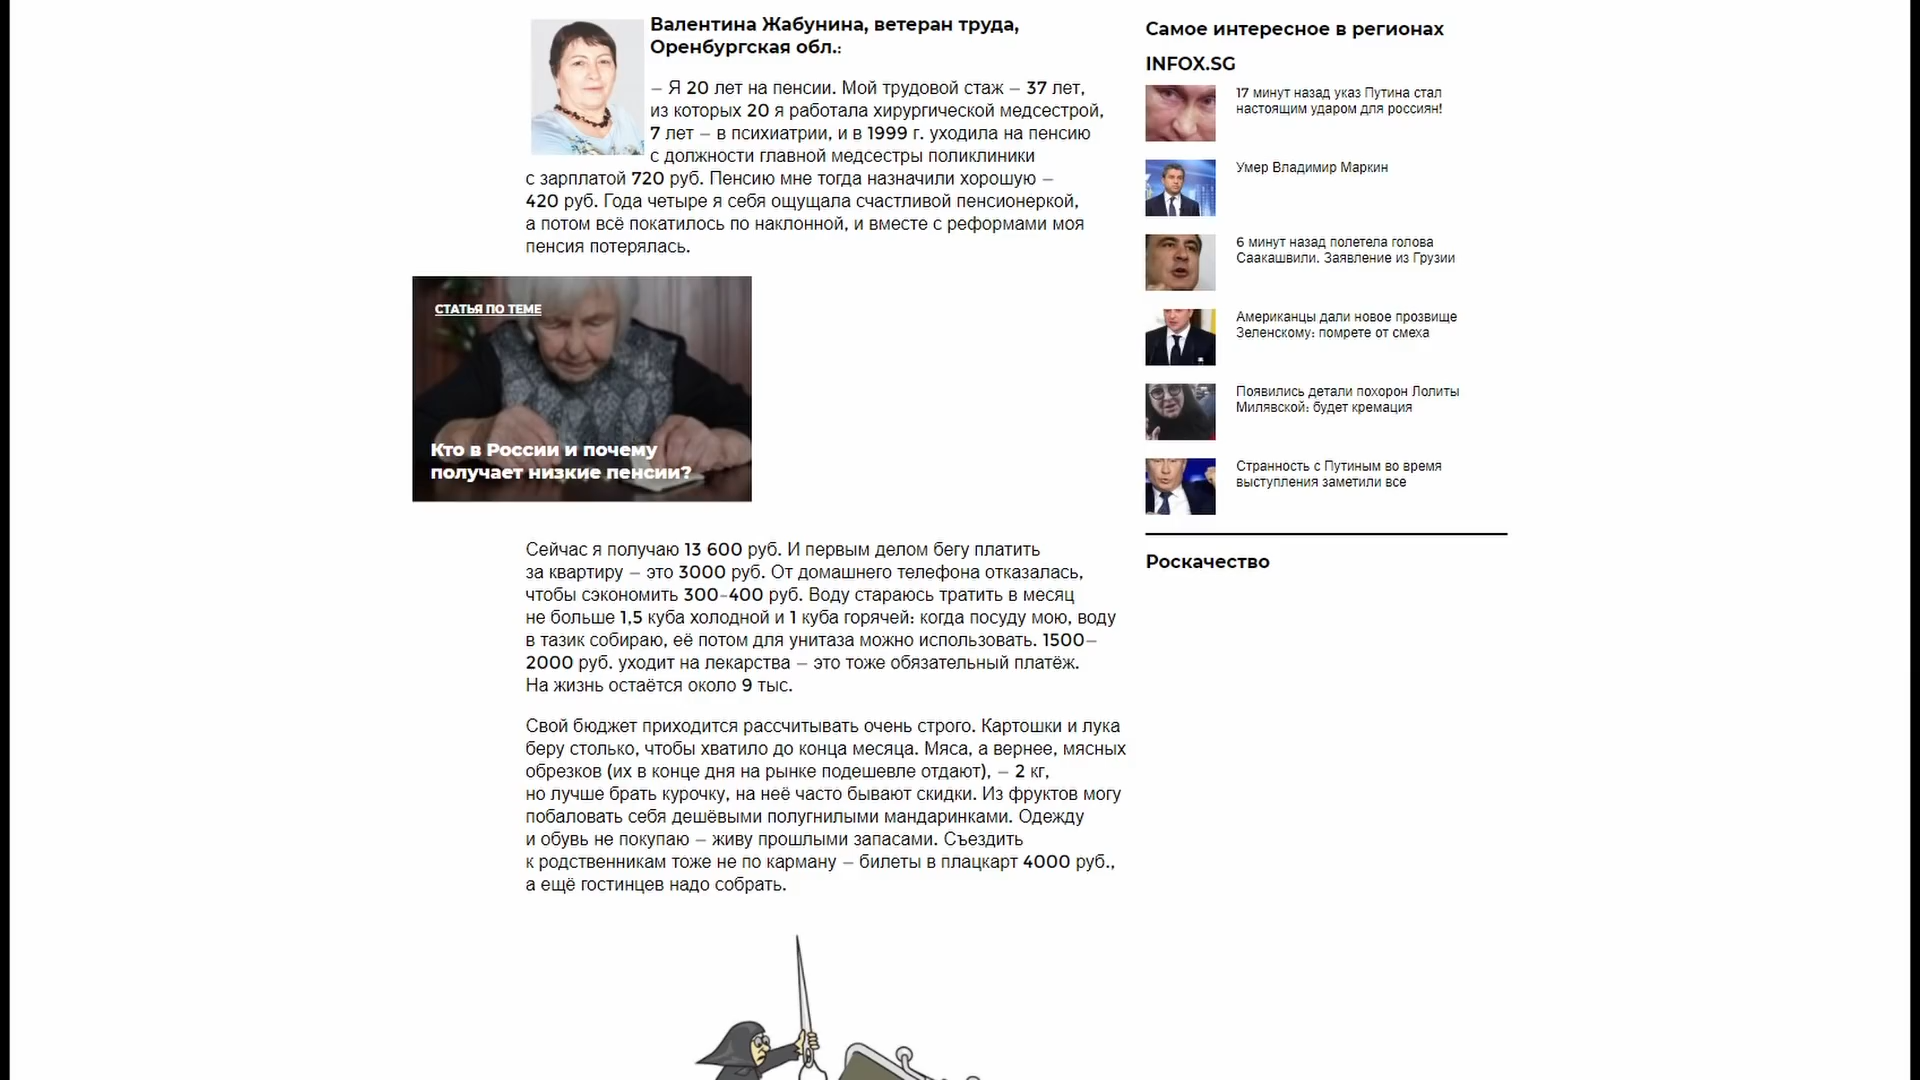 Валентина Жабунина, ветеран труда,
Оренбургская обл.:
– Я 20 лет на пенсии. Мой трудовой стаж – 37 лет,
из которых 20 я работала хирургической медсестрой,
7 лет – в психиатрии, и в 1999 г. уходила на пенсию
с должности главной медсестры поликлиники
с зарплатой 720 руб. Пенсию мне тогда назначили хорошую –
420 руб. Года четыре я себя ощущала счастливой пенсионеркой,
а потом всё покатилось по наклонной, и вместе с реформами моя
пенсия потерялась.
СТАТЬЯ ПО ТЕМЕ
Кто в России и почему
получает низкие пенсии?
Сейчас я получаю 13 600 руб. И первым делом бегу платить
за квартиру – это 3000 руб. От домашнего телефона отказалась,
чтобы сэкономить 300–400 руб. Воду стараюсь тратить в месяц
не больше 1,5 куба холодной и 1 куба горячей: когда посуду мою, воду
в тазик собираю, её потом для унитаза можно использовать. 1500–
2000 руб. уходит на лекарства – это тоже обязательный платёж.
На жизнь остаётся около 9 тыс.
Свой бюджет приходится рассчитывать очень строго. Картошки и лука
беру столько, чтобы хватило до конца месяца. Мяса, а вернее, мясных
обрезков (их в конце дня на рынке подешевле отдают), – 2 кг,
но лучше брать курочку, на неё часто бывают скидки. Из фруктов могу
побаловать себя дешёвыми полугнилыми мандаринками. Одежду
и обувь не покупаю – живу прошлыми запасами. Съездить
к родственникам тоже не по карману – билеты в плацкарт 4000 руб.,
а ещё гостинцев надо собрать.
Самое интересное в регионах
INFOX.SG
17 минут назад указ Путина стал
настоящим ударом для россиян!
Умер Владимир Маркин
6 минут назад полетела голова
Саакашвили. Заявление из Грузии
Американцы дали новое прозвище
Зеленскому: помрете от смеха
Появились детали похорон Лолиты
Милявской: будет кремация
Странность с Путиным во время
выступления заметили все
Роскачество